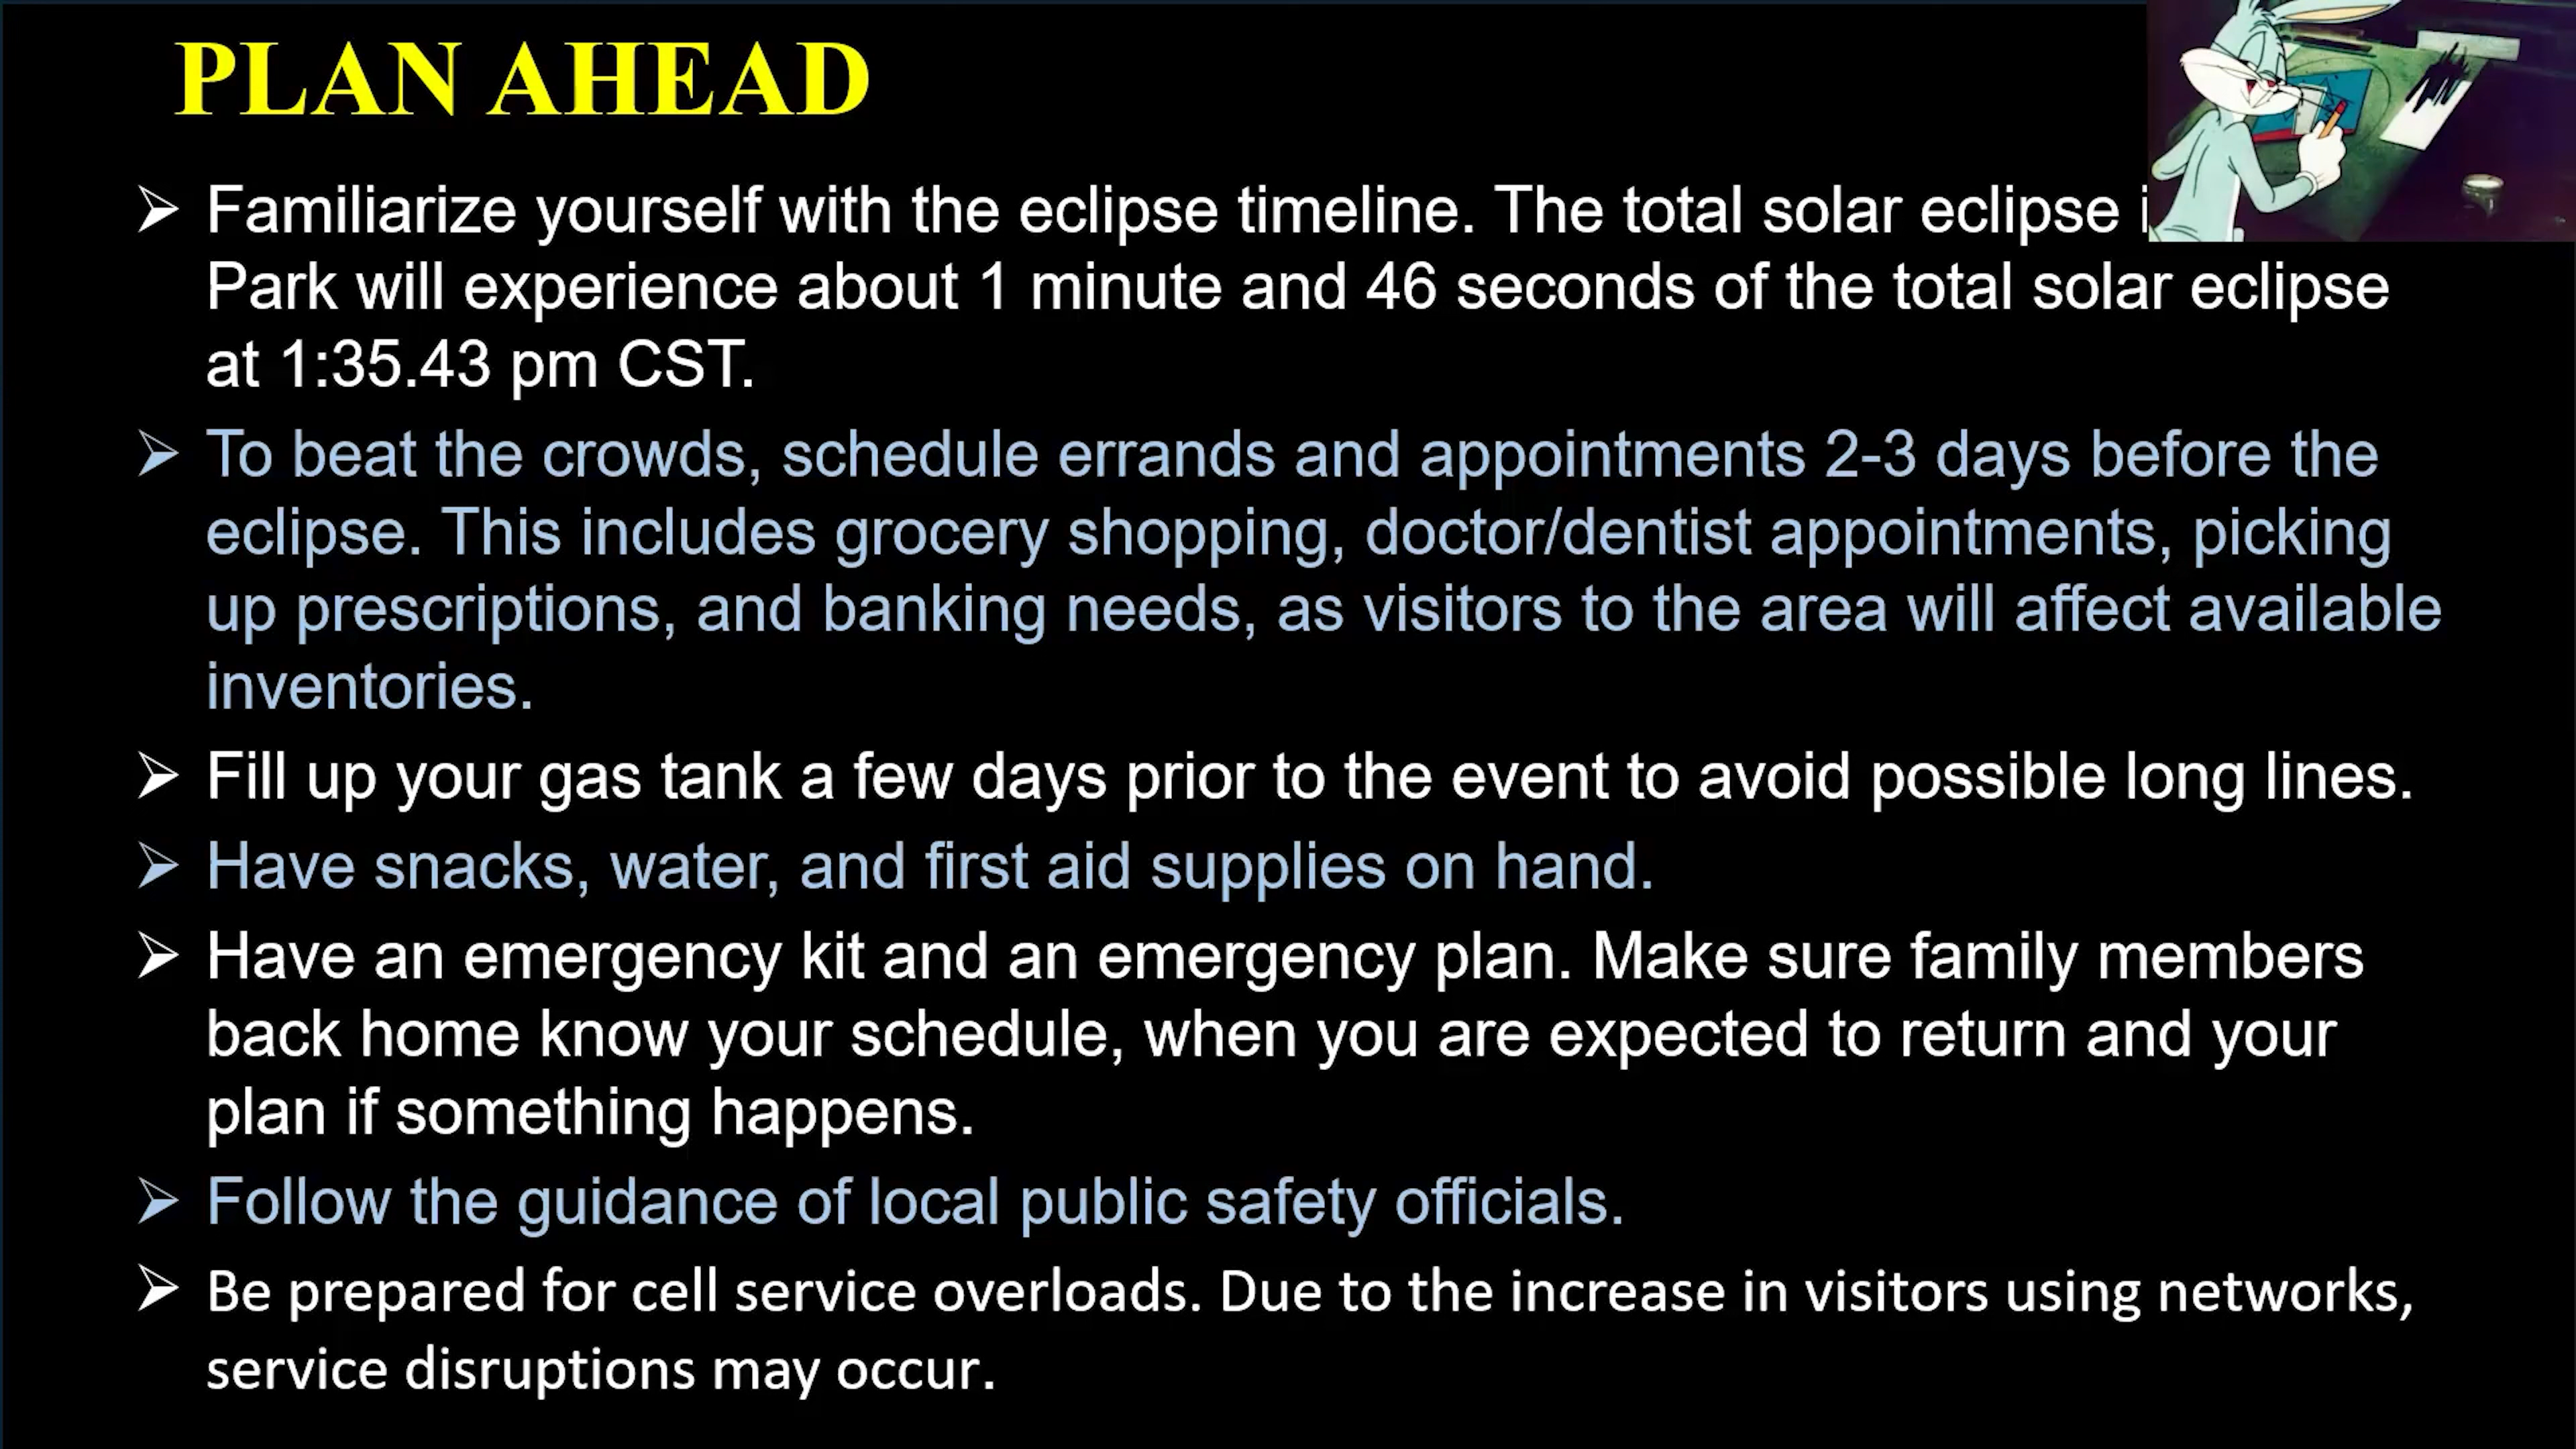 PLAN AHEAD
➢ Familiarize yourself with the eclipse timeline. The total solar eclipse
Park will experience about 1 minute and 46 seconds of the total solar eclipse
at 1:35.43 pm CST.
➢ To beat the crowds, schedule errands and appointments 2-3 days before the
eclipse. This includes grocery shopping, doctor/dentist appointments, picking
up prescriptions, and banking needs, as visitors to the area will affect available
inventories.
➢ Fill up your gas tank a few days prior to the event to avoid possible long lines.
➢ Have snacks, water, and first aid supplies on hand.
➢ Have an emergency kit and an emergency plan. Make sure family members
back home know your schedule, when you are expected to return and your
plan if something happens.
➢ Follow the guidance of local public safety officials.
➢ Be prepared for cell service overloads. Due to the increase in visitors using networks,
service disruptions may occur.